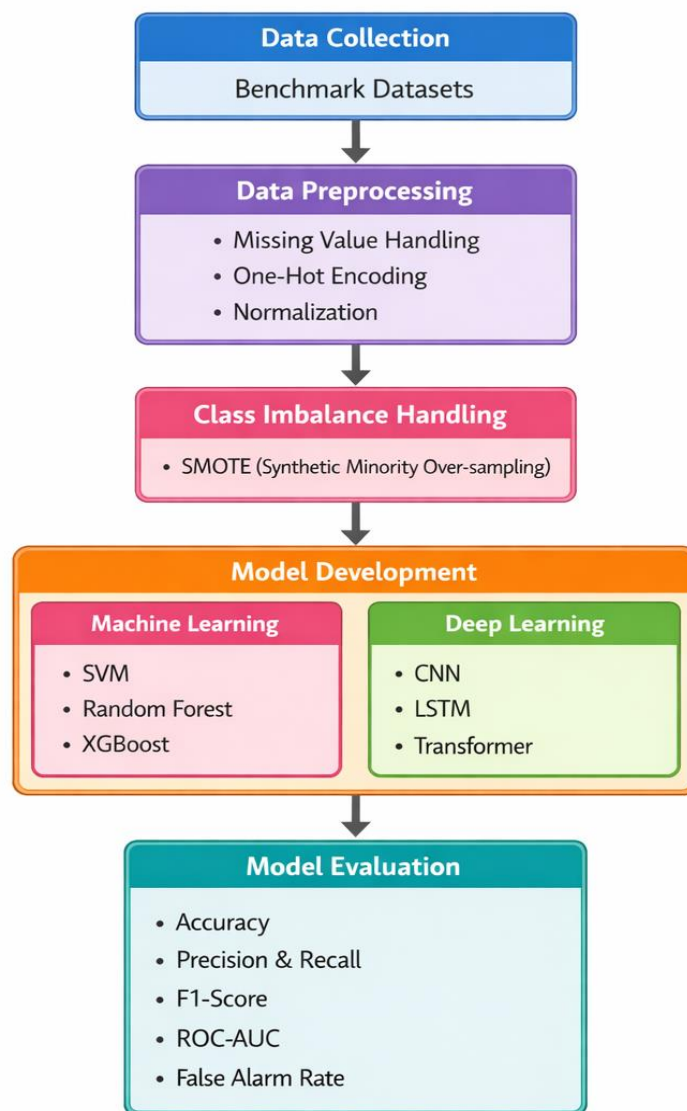 Data Collection
Benchmark Datasets
Data Preprocessing
• Missing Value Handling
• One-Hot Encoding
• Normalization
Class Imbalance Handling
• SMOTE (Synthetic Minority Over-sampling)
Model Development
Machine Learning
• SVM
• Random Forest
• XGBoost
Deep Learning
• CNN
• LSTM
• Transformer
Model Evaluation
• Accuracy
• Precision & Recall
• F1-Score
• ROC-AUC
• False Alarm Rate